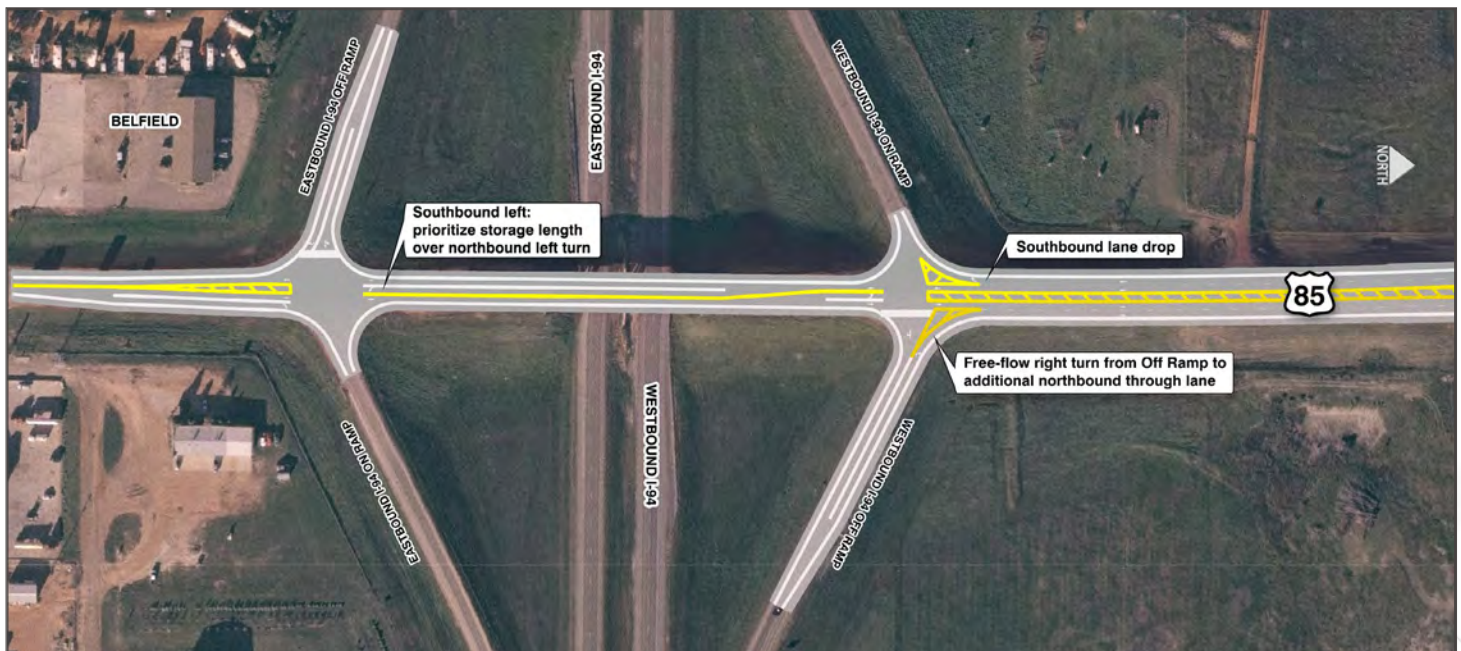 BELFIELD
EASTBOUND I-94 OFF RAMP
EASTBOUND I-94
WESTBOUND I-94 ON RAMP
NORTH
Southbound left:
prioritize storage length
over northbound left turn
Southbound lane drop
85
Free-flow right turn from Off Ramp to
additional northbound through lane
EASTBOUND I-94 ON RAMP
WESTBOUND I-94
WESTBOUND I-94 OFF RAMP